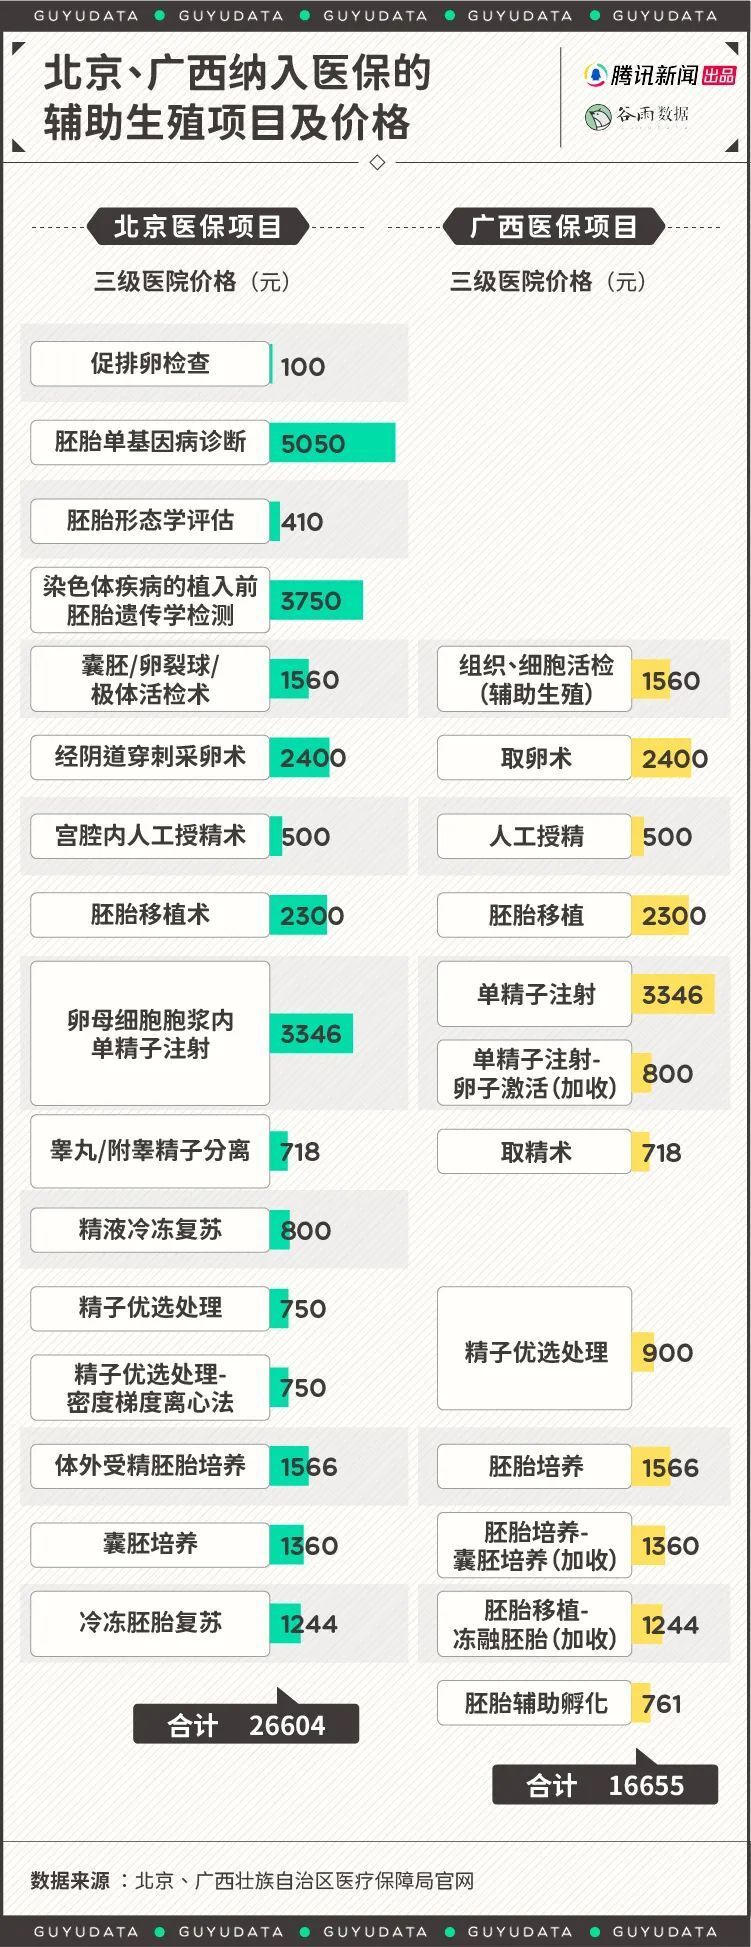 GUYUDATA GUYUDATA GUYUDATA GUYUDATA GUYUDATA
北京、广西纳入医保的
辅助生殖项目及价格
腾讯新闻 出品
谷雨数据
北京医保项目
三级医院价格（元）
广西医保项目
三级医院价格（元）
促排卵检查 100
胚胎单基因病诊断 5050
胚胎形态学评估 410
染色体疾病的植入前
胚胎遗传学检测 3750
囊胚/卵裂球/
极体活检术 1560
组织、细胞活检
（辅助生殖） 1560
经阴道穿刺采卵术 2400
取卵术 2400
宫腔内人工授精术 500
人工授精 500
胚胎移植术 2300
胚胎移植 2300
卵母细胞胞浆内
单精子注射 3346
单精子注射 3346
单精子注射-
卵子激活（加收） 800
睾丸/附睾精子分离 718
取精术 718
精液冷冻复苏 800
精子优选处理 750
精子优选处理-
密度梯度离心法 750
精子优选处理 900
体外受精胚胎培养 1566
胚胎培养 1566
囊胚培养 1360
胚胎培养-
囊胚培养（加收） 1360
冷冻胚胎复苏 1244
胚胎移植-
冻融胚胎（加收） 1244
胚胎辅助孵化 761
合计 26604
合计 16655
数据来源：北京、广西壮族自治区医疗保障局官网
GUYUDATA GUYUDATA GUYUDATA GUYUDATA GUYUDATA